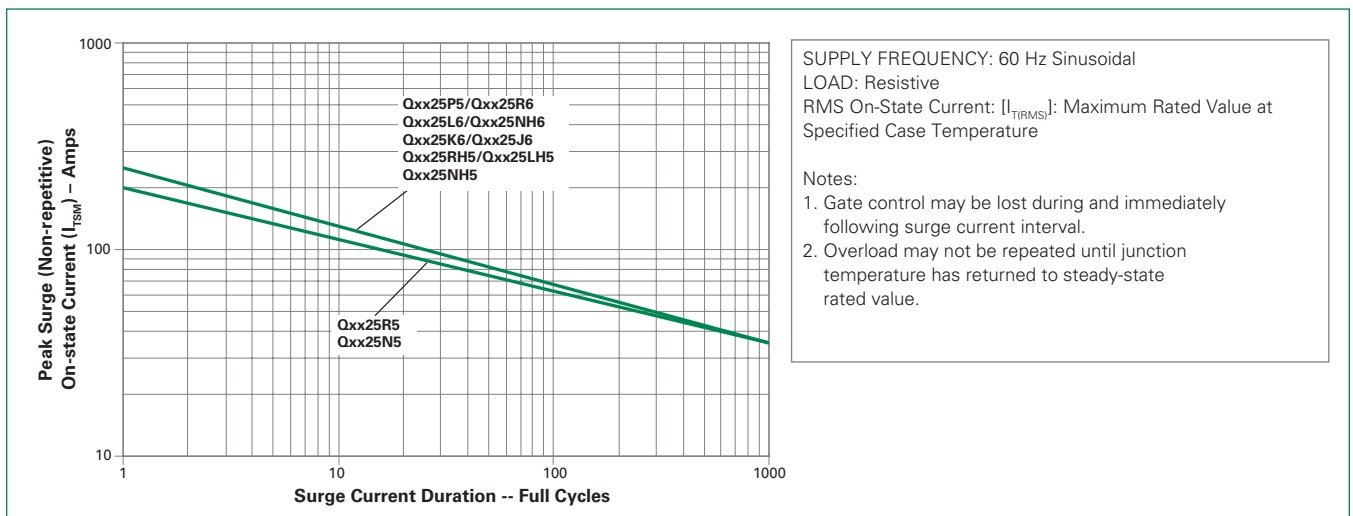 1000
100
10
1
10
100
1000
Peak Surge (Non-repetitive)
On-state Current (I_TSM) – Amps
Surge Current Duration -- Full Cycles
Qxx25P5/Qxx25R6
Qxx25L6/Qxx25NH6
Qxx25K6/Qxx25J6
Qxx25RH5/Qxx25LH5
Qxx25NH5
Qxx25R5
Qxx25N5
SUPPLY FREQUENCY: 60 Hz Sinusoidal
LOAD: Resistive
RMS On-State Current: [I_T(RMS)]: Maximum Rated Value at
Specified Case Temperature
Notes:
1. Gate control may be lost during and immediately
following surge current interval.
2. Overload may not be repeated until junction
temperature has returned to steady-state
rated value.